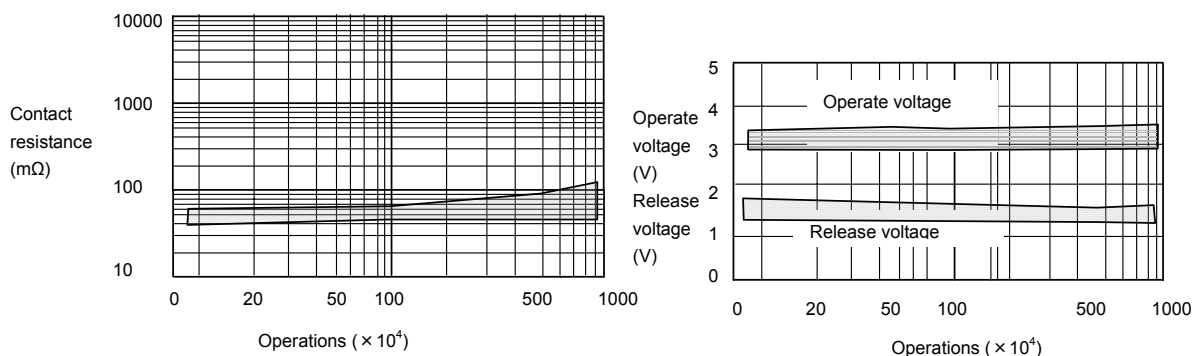 10000
1000
100
10
Contact
resistance
(mΩ)
0 20 50 100 500 1000
Operations (×10⁴)
5
4
3
2
1
0
Operate
voltage
(V)
Release
voltage
(V)
Operate voltage
Release voltage
0 20 50 100 500 1000
Operations (×10⁴)